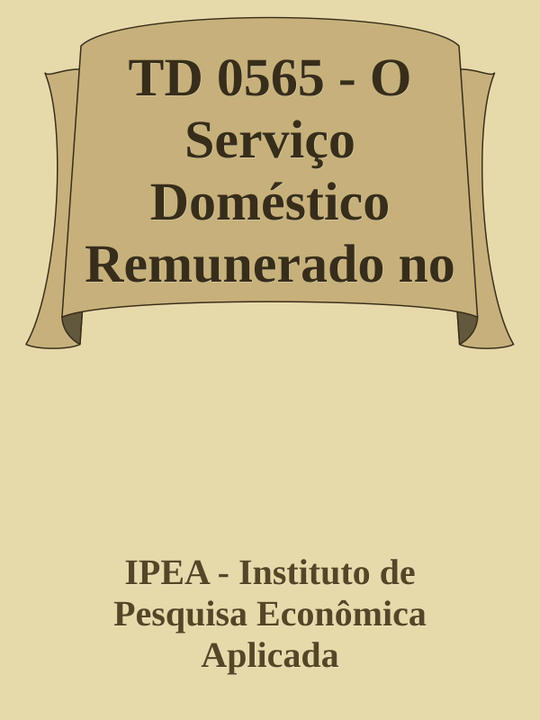 TD 0565 - O
Serviço
Doméstico
Remunerado no
IPEA - Instituto de
Pesquisa Econômica
Aplicada